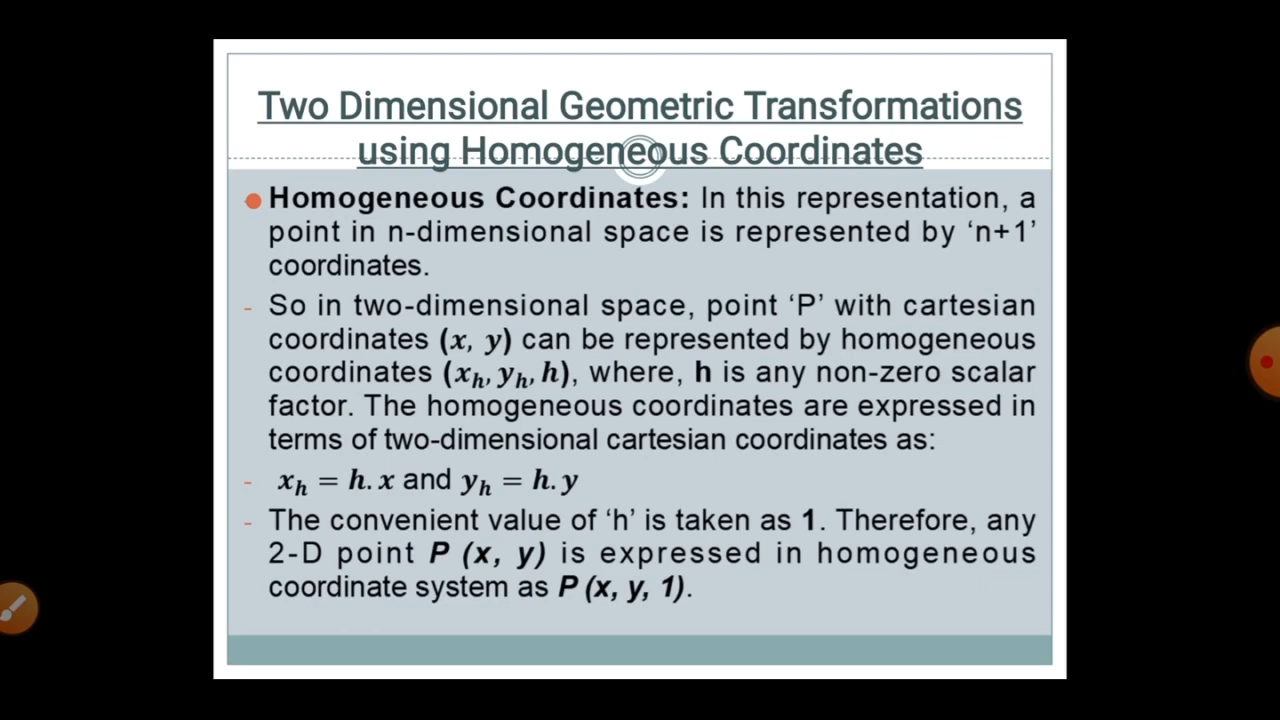 Two Dimensional Geometric Transformations
using Homogeneous Coordinates
Homogeneous Coordinates: In this representation, a
point in n-dimensional space is represented by ‘n+1’
coordinates.
- So in two-dimensional space, point ‘P’ with cartesian
coordinates (x, y) can be represented by homogeneous
coordinates (xₕ, yₕ, h), where, h is any non-zero scalar
factor. The homogeneous coordinates are expressed in
terms of two-dimensional cartesian coordinates as:
- xₕ = h. x and yₕ = h. y
- The convenient value of ‘h’ is taken as 1. Therefore, any
2-D point P (x, y) is expressed in homogeneous
coordinate system as P (x, y, 1).